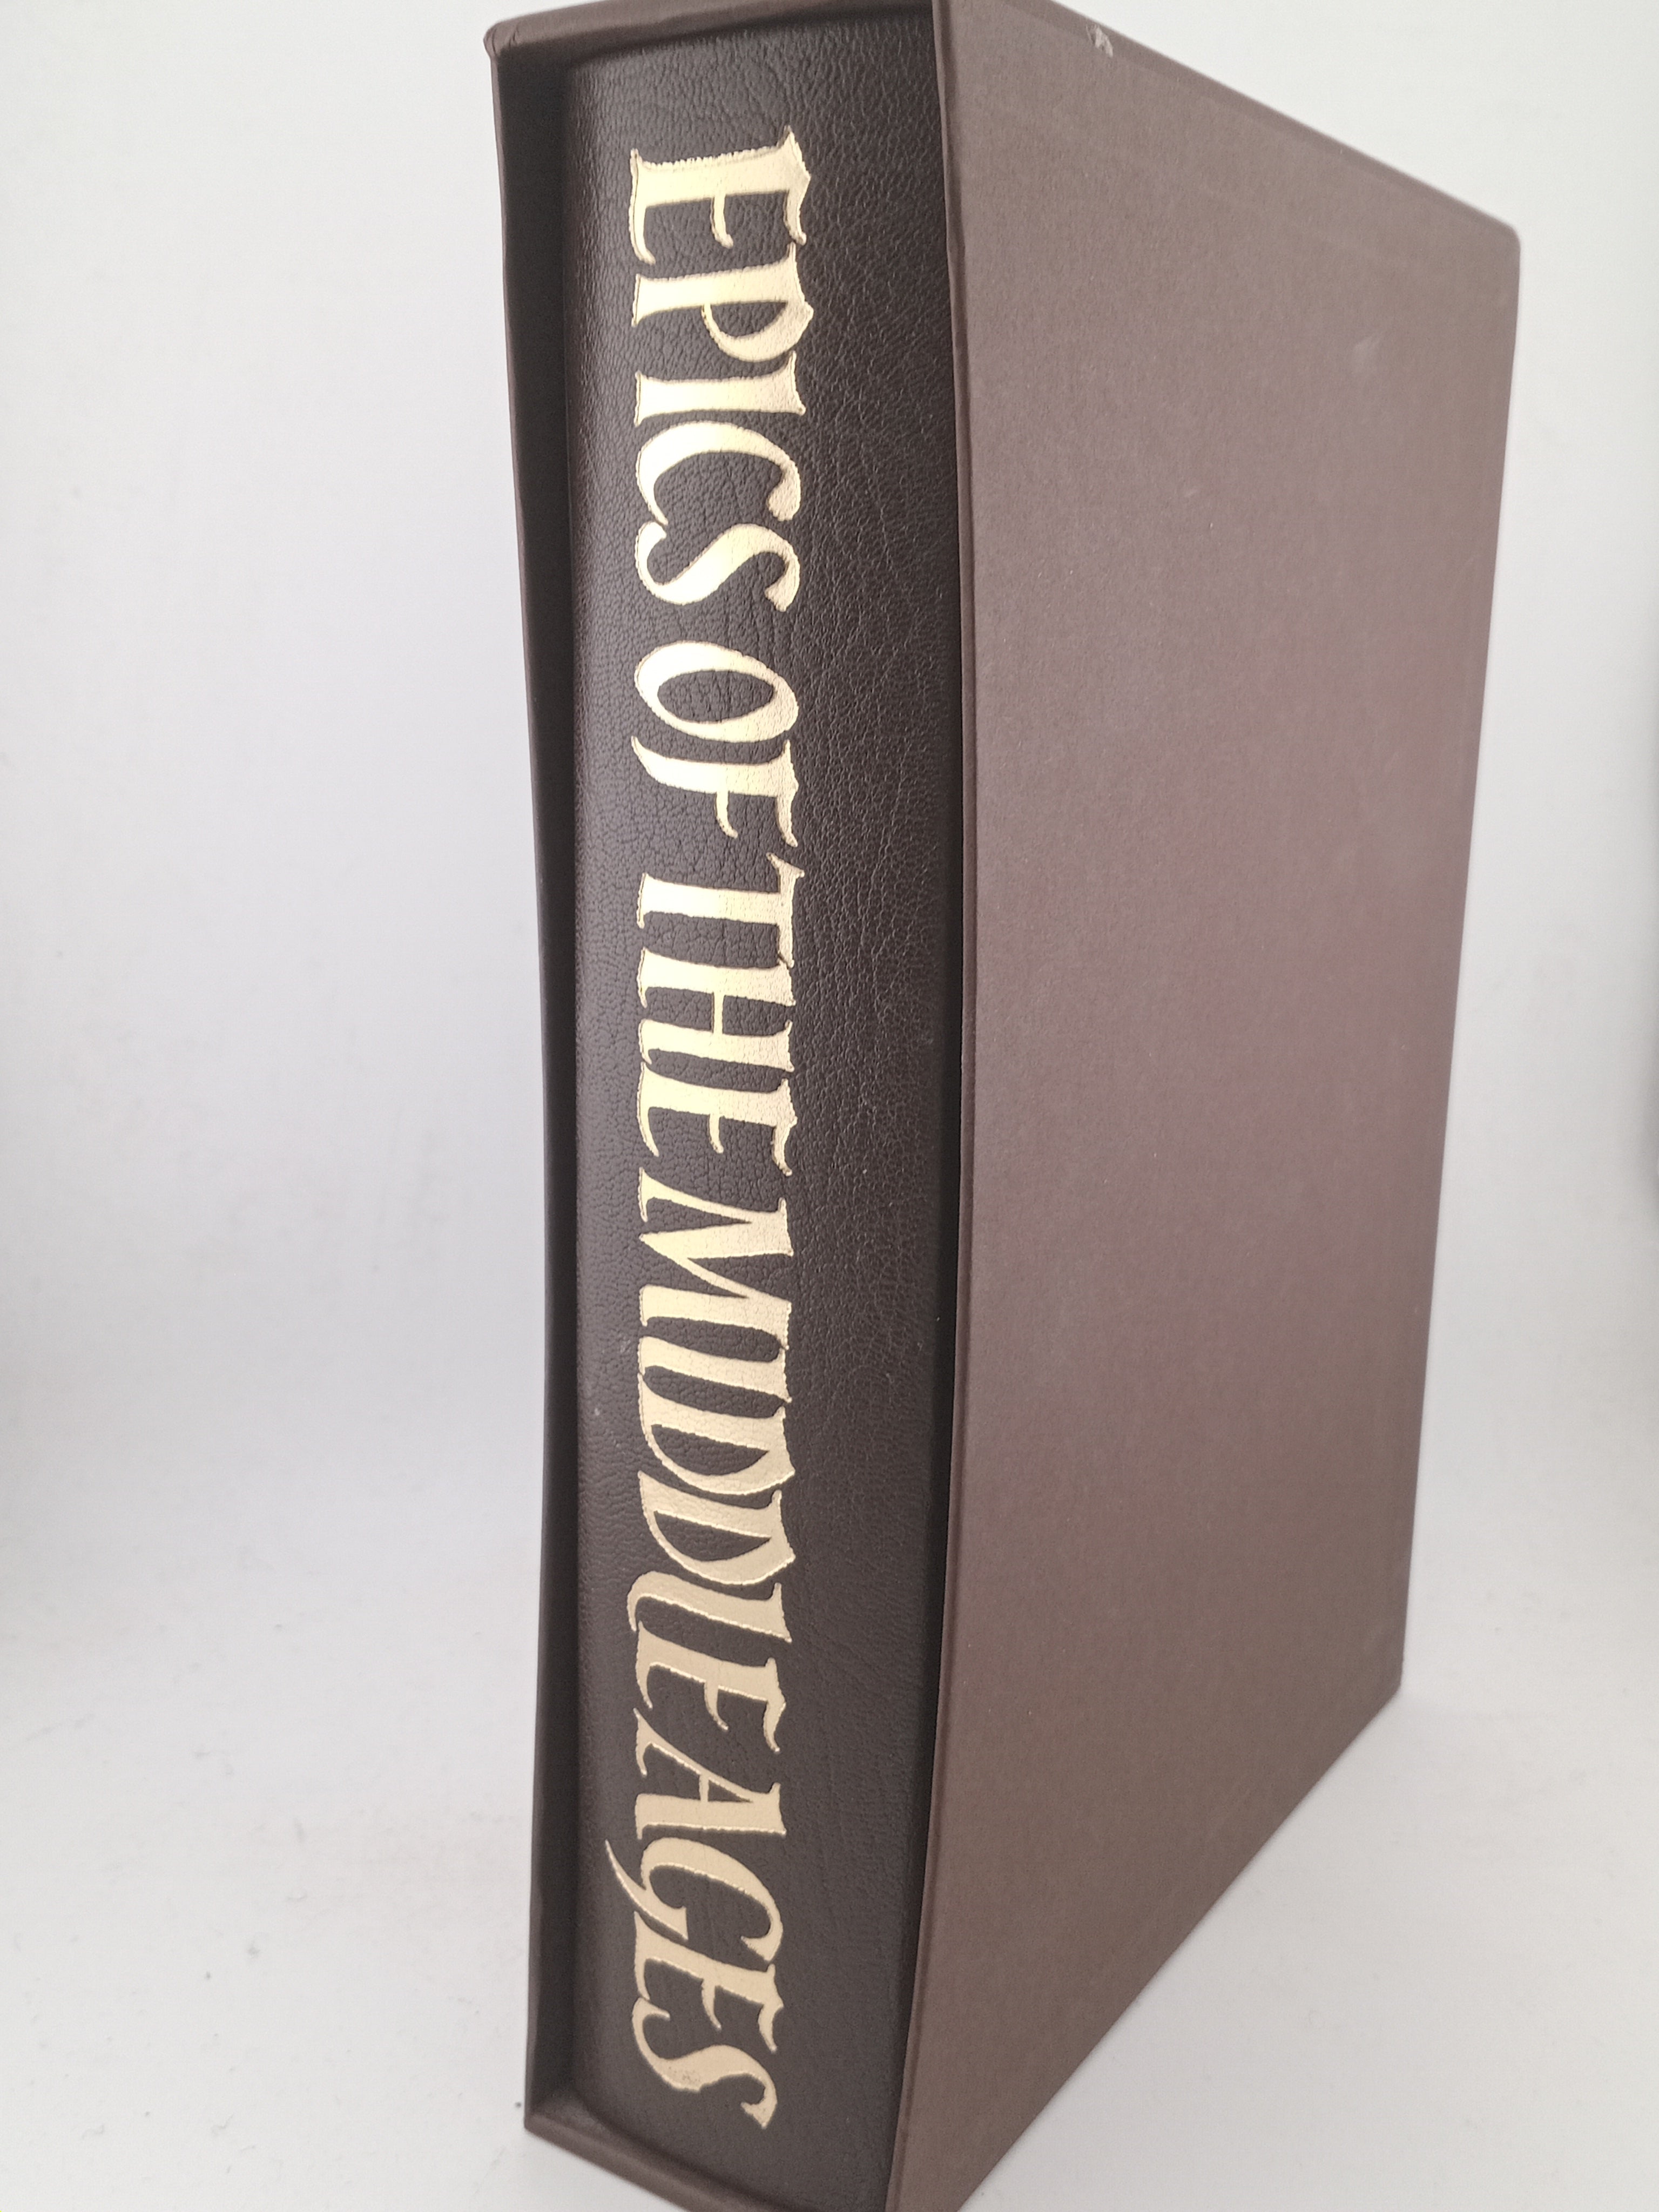 EPICS OF THE MIDDLE AGES